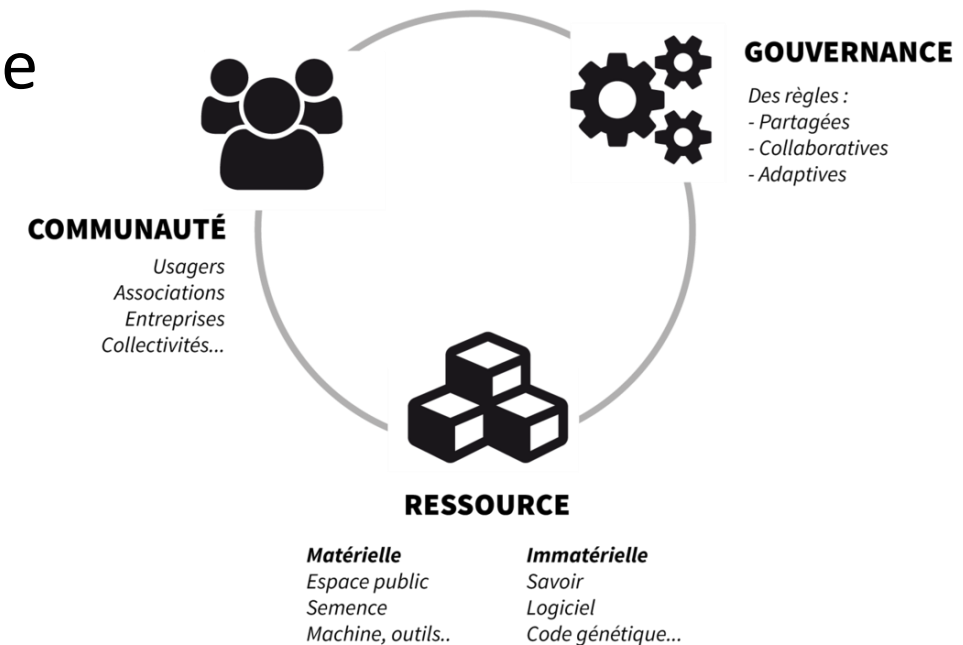 e
GOUVERNANCE
Des règles :
- Partagées
- Collaboratives
- Adaptives
COMMUNAUTÉ
Usagers
Associations
Entreprises
Collectivités...
RESSOURCE
Matérielle
Espace public
Semence
Machine, outils..
Immatérielle
Savoir
Logiciel
Code génétique...